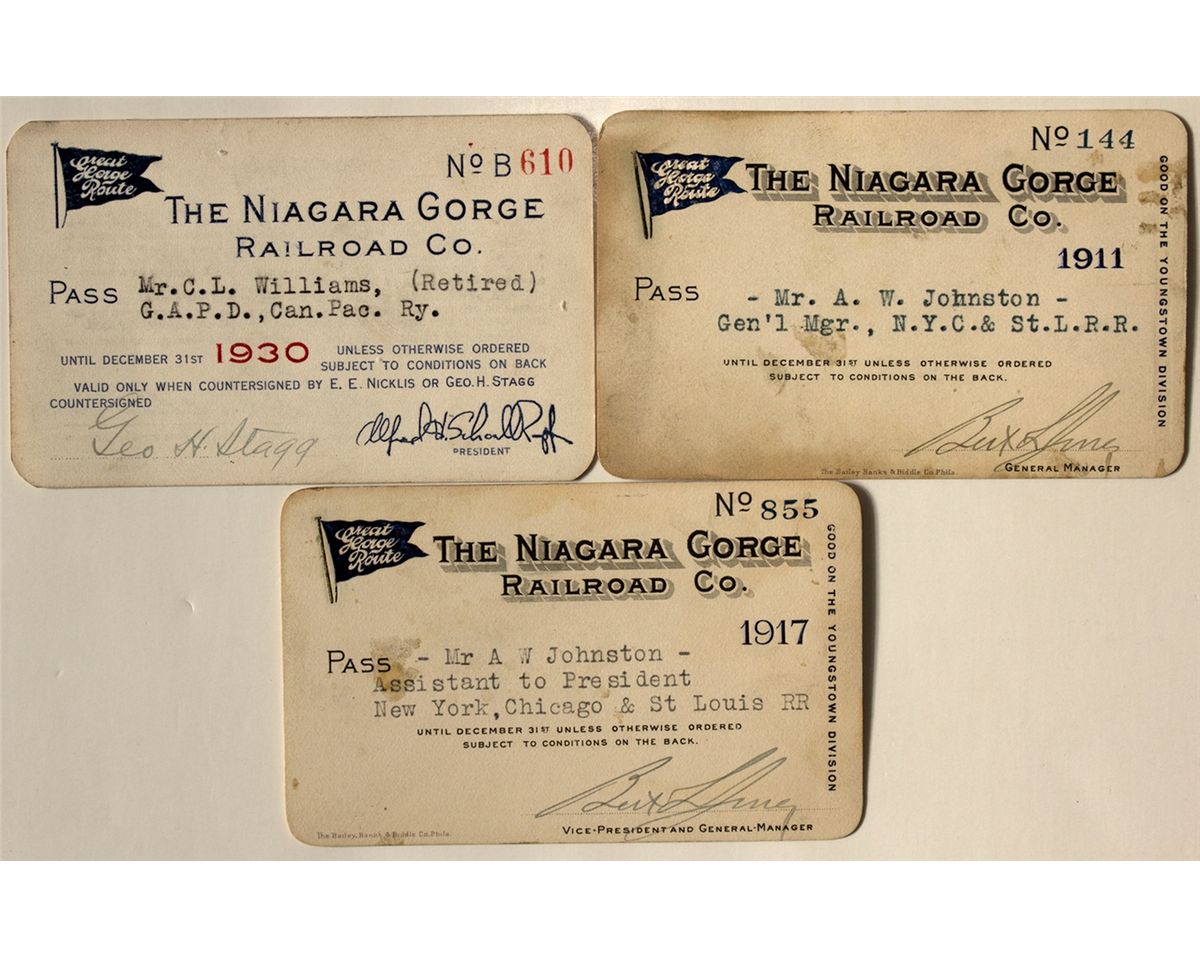 Great
Gorge
Route
Nº B 610
THE NIAGARA GORGE
RAILROAD CO.
PASS Mr.C.L. Williams, (Retired)
G.A.P.D.,Can.Pac. Ry.
UNTIL DECEMBER 31ST 1930 UNLESS OTHERWISE ORDERED
SUBJECT TO CONDITIONS ON BACK
VALID ONLY WHEN COUNTERSIGNED BY E. E. NICKLIS OR GEO. H. STAGG
COUNTERSIGNED
Geo H. Stagg
PRESIDENT
Great
Gorge
Route
Nº 144
THE NIAGARA GORGE
RAILROAD CO.
1911
PASS
- Mr. A. W. Johnston -
Gen'l Mgr., N.Y.C.& St.L.R.R.
UNTIL DECEMBER 31ST UNLESS OTHERWISE ORDERED
SUBJECT TO CONDITIONS ON THE BACK.
GENERAL MANAGER
The Bailey Banks & Biddle Co. Phila.
GOOD ON THE YOUNGSTOWN DIVISION
Great
Gorge
Route
Nº 855
THE NIAGARA GORGE
RAILROAD CO.
1917
PASS - Mr A W Johnston -
Assistant to President
New York,Chicago & St Louis RR
UNTIL DECEMBER 31ST UNLESS OTHERWISE ORDERED
SUBJECT TO CONDITIONS ON THE BACK.
VICE-PRESIDENT AND GENERAL-MANAGER
The Bailey, Banks & Biddle Co. Phila.
GOOD ON THE YOUNGSTOWN DIVISION